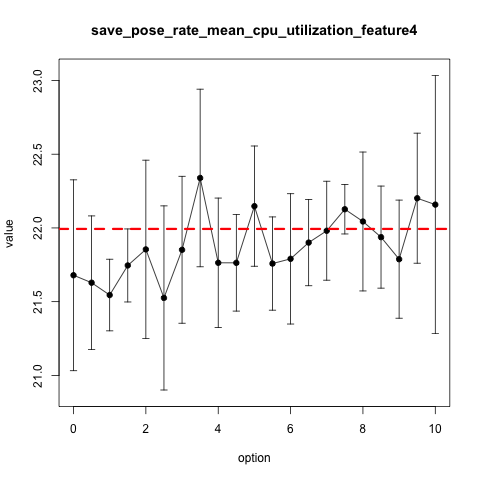 save_pose_rate_mean_cpu_utilization_feature4
23.0
22.5
22.0
21.5
21.0
value
0 2 4 6 8 10
option